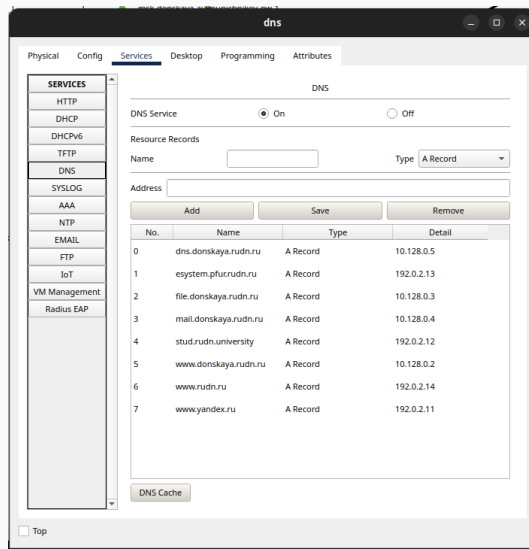 dns
Physical Config Services Desktop Programming Attributes
SERVICES
HTTP
DHCP
DHCPv6
TFTP
DNS
SYSLOG
AAA
NTP
EMAIL
FTP
IoT
VM Management
Radius EAP
DNS
DNS Service On Off
Resource Records
Name Type A Record
Address
Add Save Remove
No. Name Type Detail
0 dns.donskaya.rudn.ru A Record 10.128.0.5
1 esystem.pfur.rudn.ru A Record 192.0.2.13
2 file.donskaya.rudn.ru A Record 10.128.0.3
3 mail.donskaya.rudn.ru A Record 10.128.0.4
4 stud.rudn.university A Record 192.0.2.12
5 www.donskaya.rudn.ru A Record 10.128.0.2
6 www.rudn.ru A Record 192.0.2.14
7 www.yandex.ru A Record 192.0.2.11
DNS Cache
Top